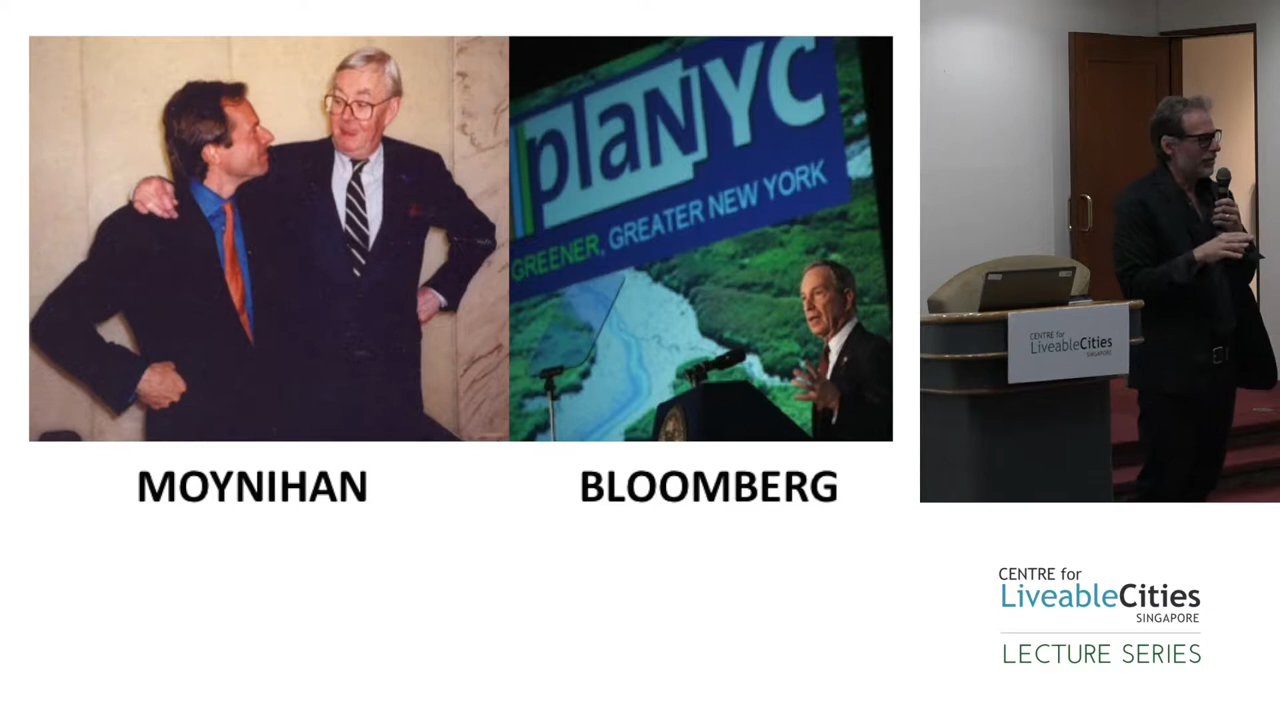 planYC
GREENER, GREATER NEW YORK
MOYNIHAN
BLOOMBERG
CENTRE for
LiveableCities
SINGAPORE
CENTRE for
LiveableCities
SINGAPORE
LECTURE SERIES